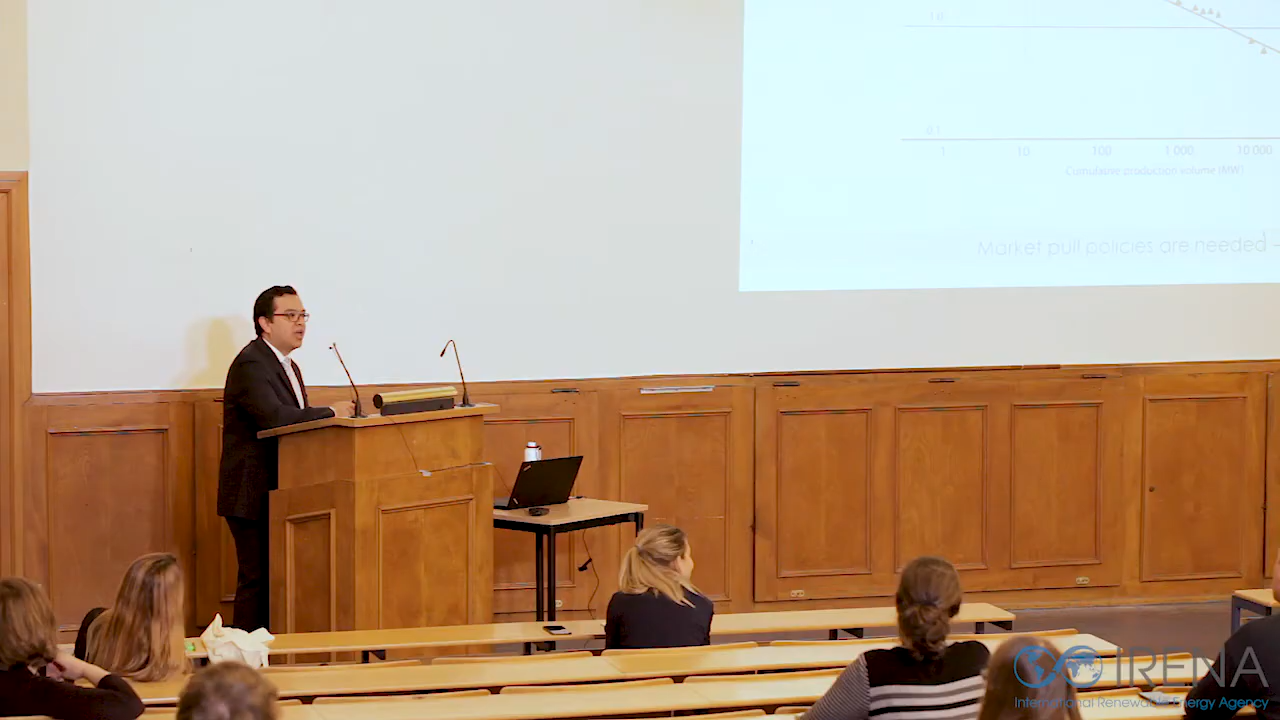 1.0
0.1
1 10 100 1 000 10 000
Cumulative production volume (MW)
Market pull policies are needed –
IRENA
International Renewable Energy Agency